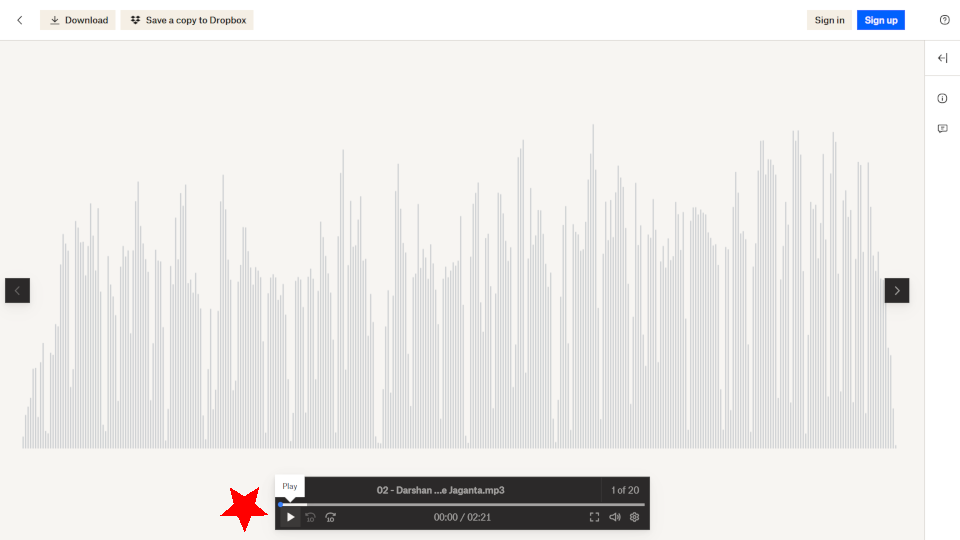 Download
Save a copy to Dropbox
Sign in
Sign up
Play
02 - Darshan ...e Jaganta.mp3
1 of 20
10
10
00:00 / 02:21